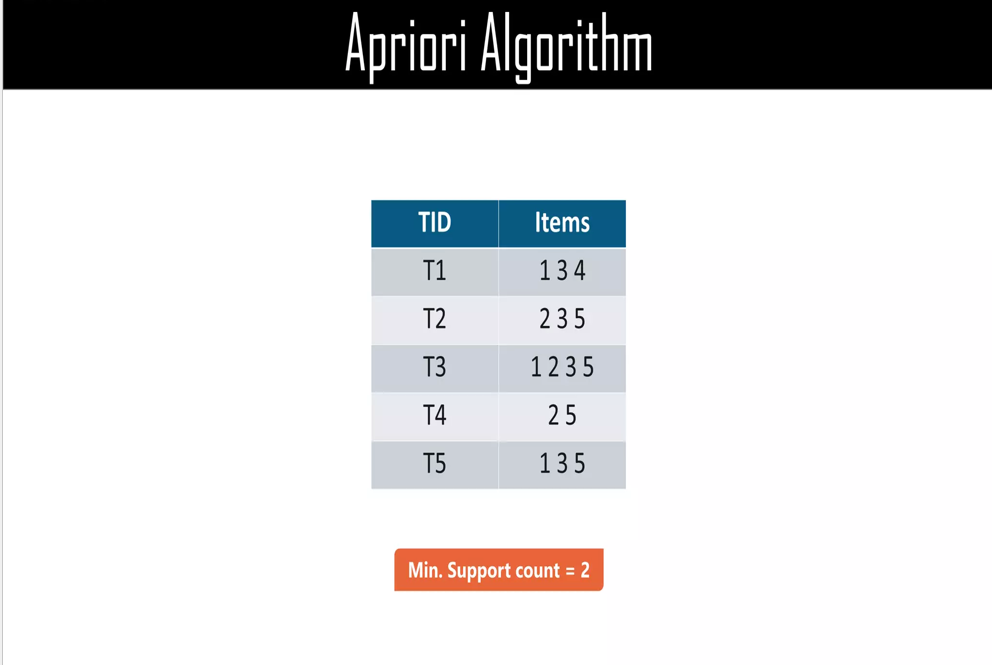 Apriori Algorithm
TID Items
T1 1 3 4
T2 2 3 5
T3 1 2 3 5
T4 2 5
T5 1 3 5
Min. Support count = 2